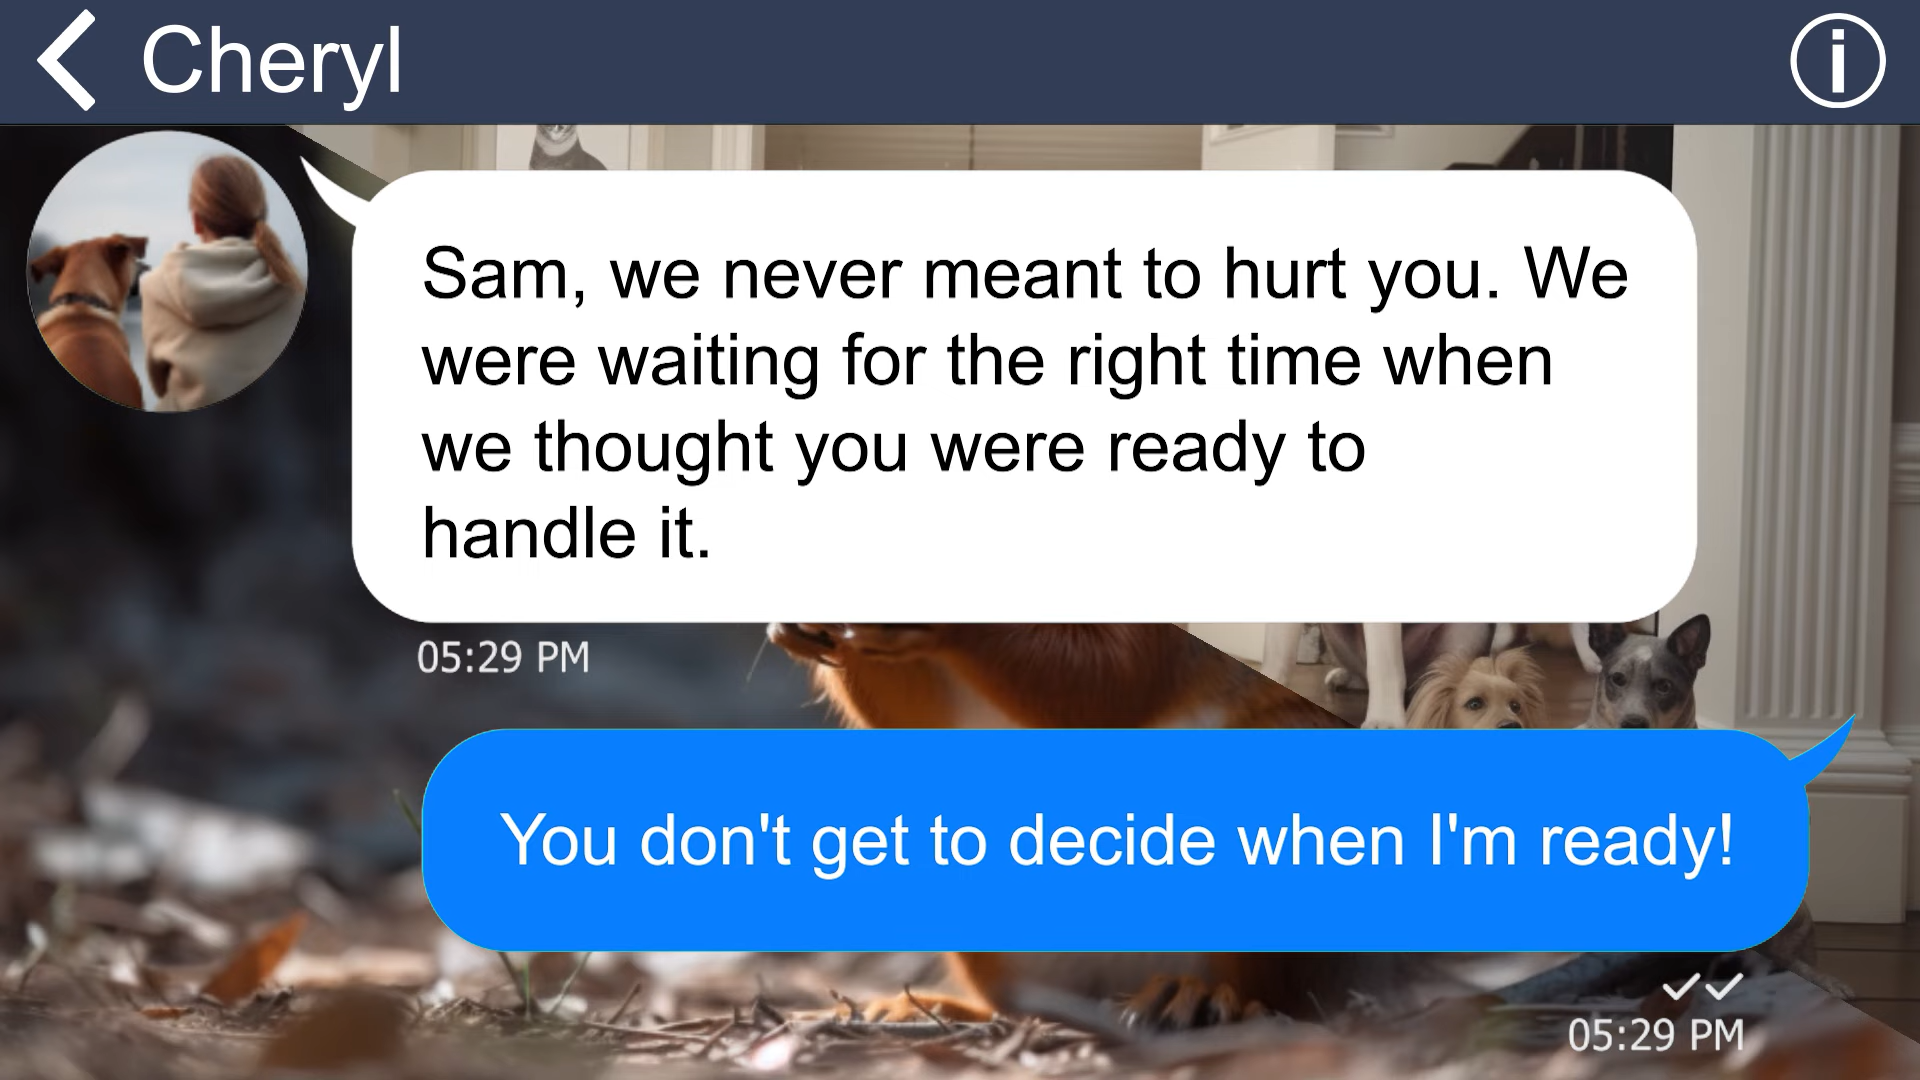 Cheryl
Sam, we never meant to hurt you. We
were waiting for the right time when
we thought you were ready to
handle it.
05:29 PM
You don't get to decide when I'm ready!
05:29 PM